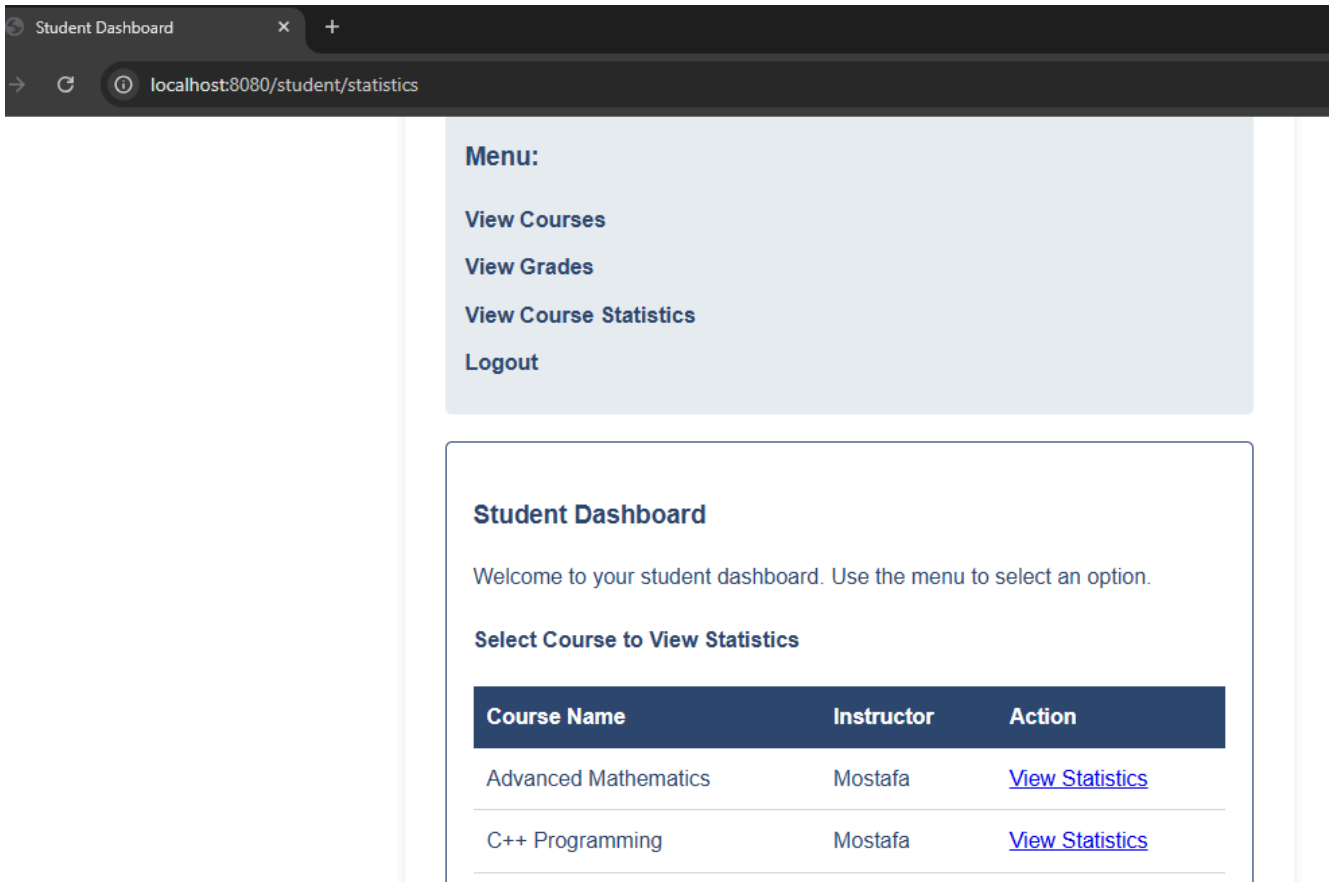 Student Dashboard
localhost:8080/student/statistics
Menu:
View Courses
View Grades
View Course Statistics
Logout
Student Dashboard
Welcome to your student dashboard. Use the menu to select an option.
Select Course to View Statistics
Course Name Instructor Action
Advanced Mathematics Mostafa View Statistics
C++ Programming Mostafa View Statistics